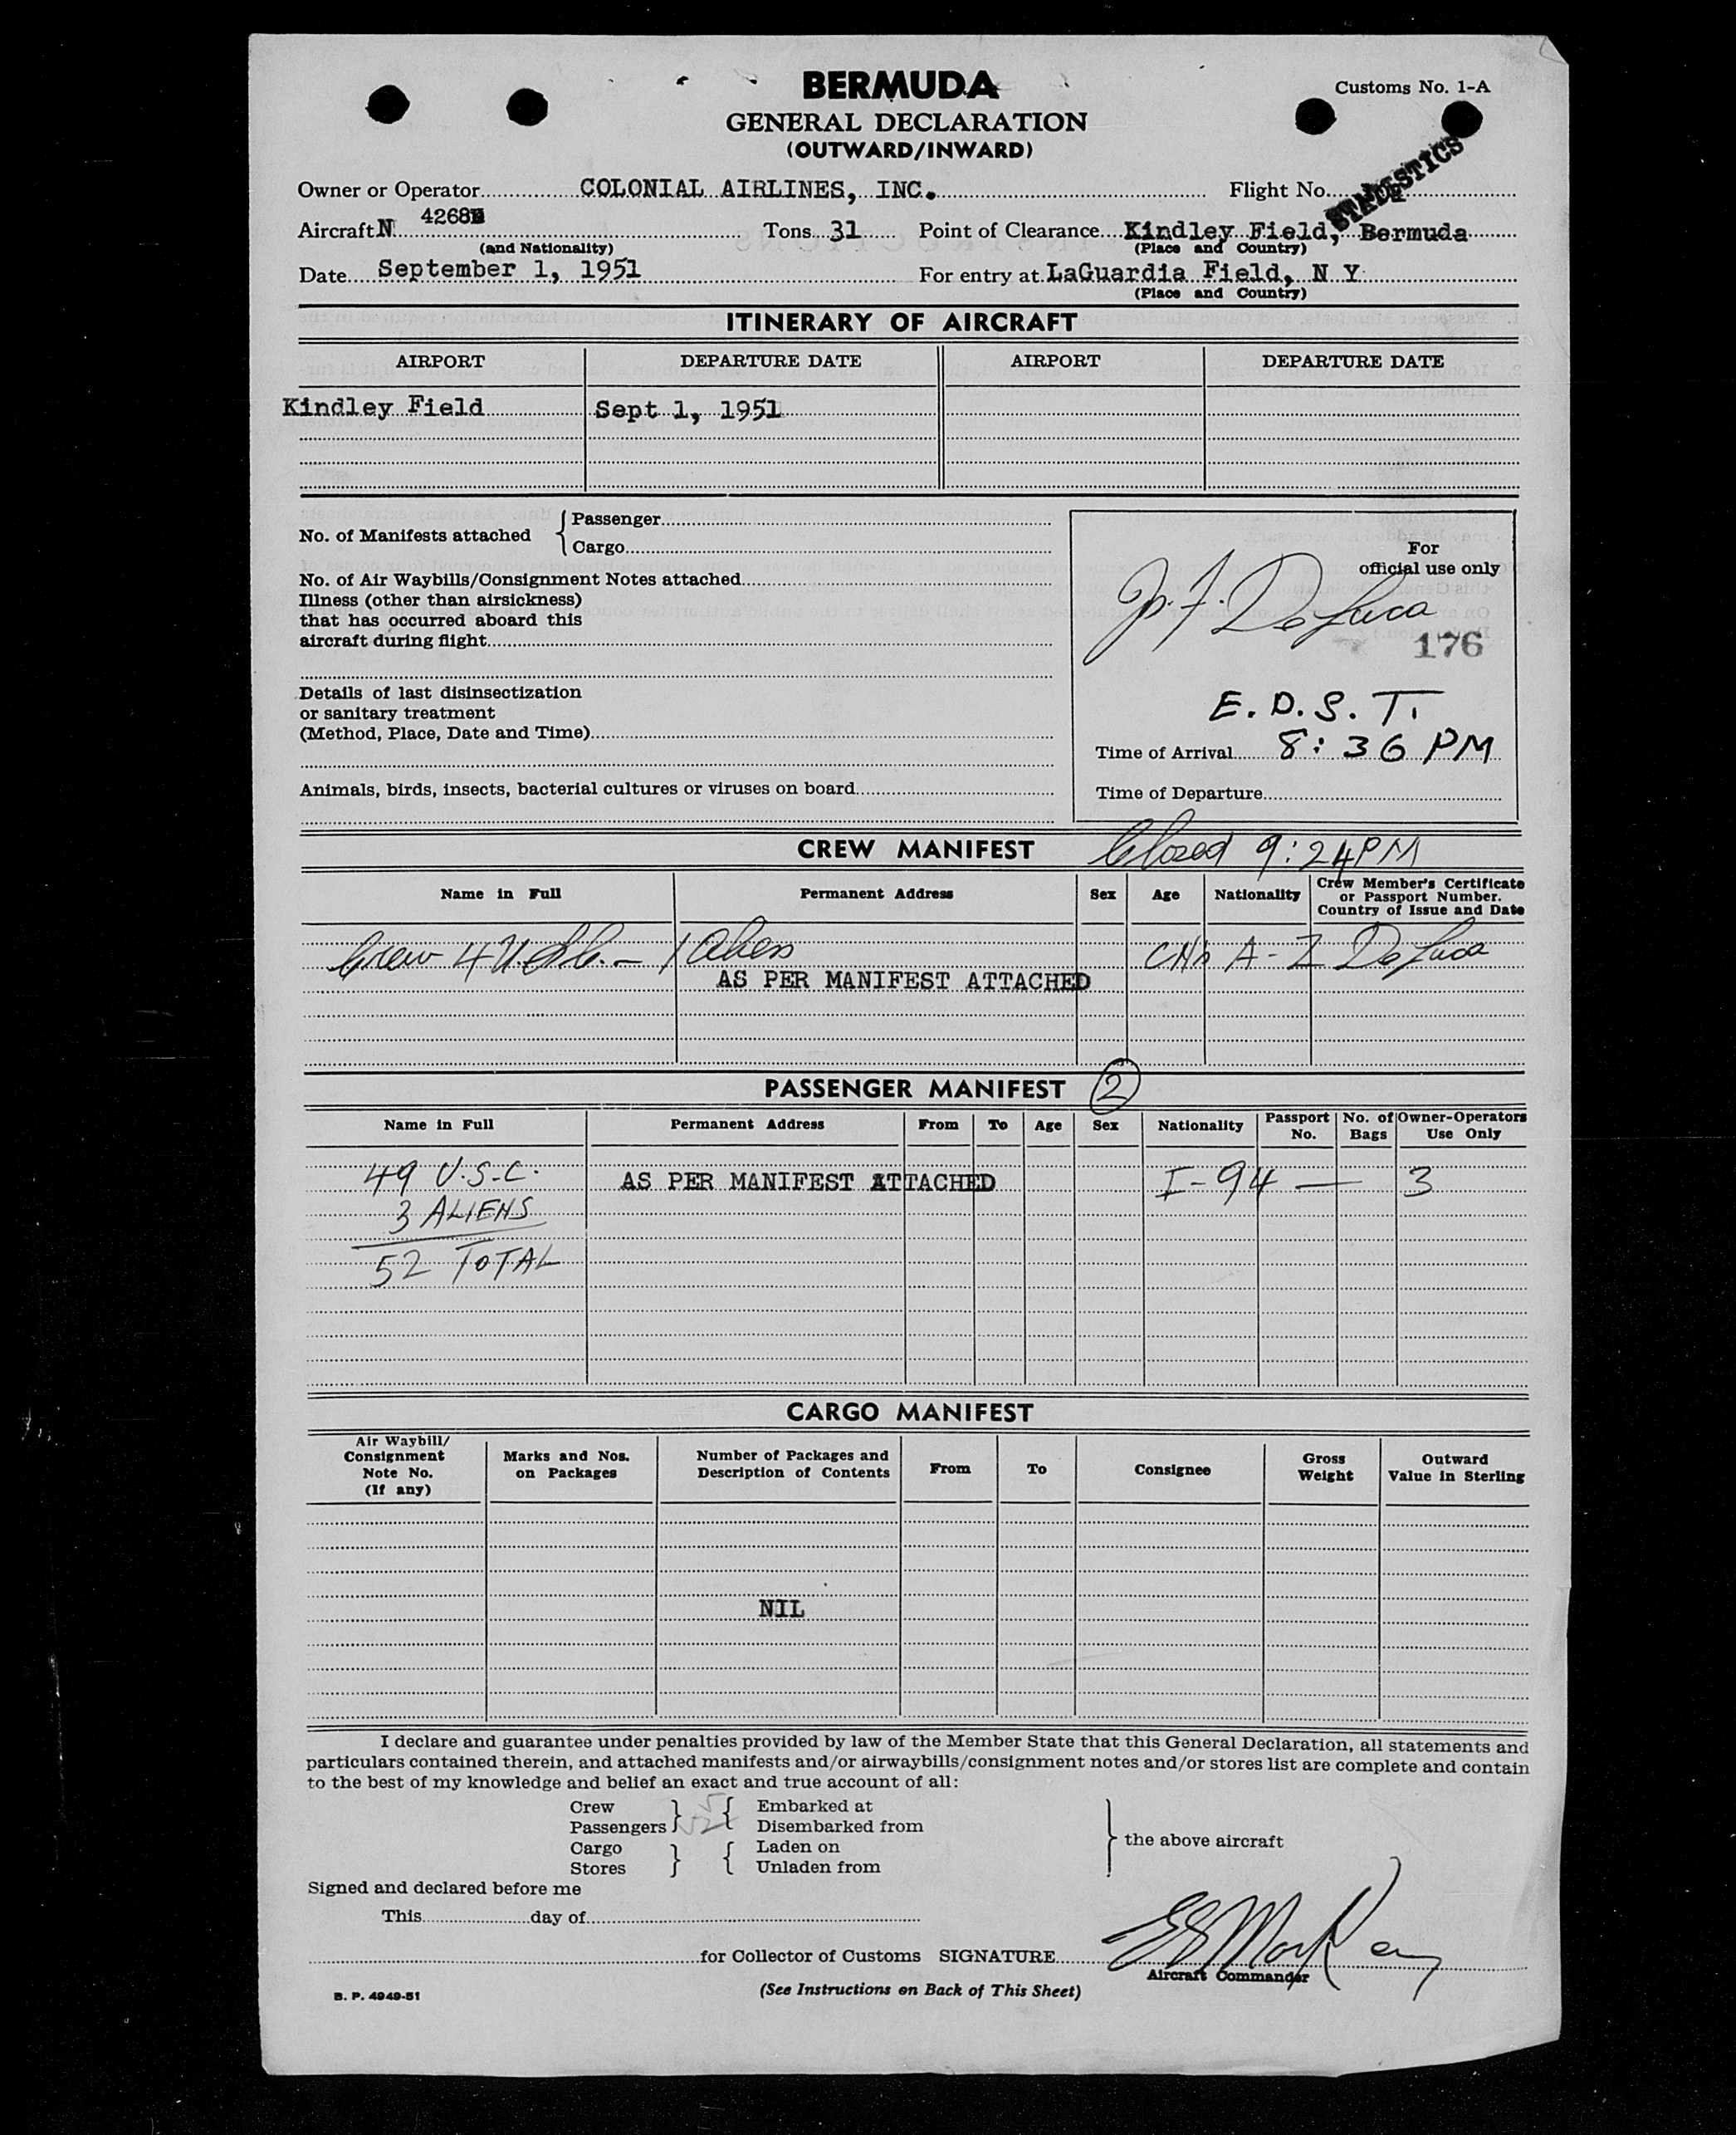 BERMUDA
Customs No. 1-A
GENERAL DECLARATION
(OUTWARD/INWARD)
Owner or Operator COLONIAL AIRLINES, INC. Flight No.
STATISTICS
Aircraft N 4268 Tons 31 Point of Clearance Kindley Field, Bermuda
(and Nationality) (Place and Country)
Date September 1, 1951 For entry at LaGuardia Field, N Y
(Place and Country)
ITINERARY OF AIRCRAFT
AIRPORT DEPARTURE DATE AIRPORT DEPARTURE DATE
Kindley Field Sept 1, 1951
No. of Manifests attached { Passenger
Cargo
For
official use only
No. of Air Waybills/Consignment Notes attached
Illness (other than airsickness)
that has occurred aboard this
aircraft during flight
J. F. DeLuca
176
Details of last disinsectization
or sanitary treatment
(Method, Place, Date and Time)
E.D.S.T.
Time of Arrival 8:36 PM
Animals, birds, insects, bacterial cultures or viruses on board
Time of Departure
CREW MANIFEST Closed 9:24 PM
Name in Full Permanent Address Sex Age Nationality Crew Member's Certificate
or Passport Number.
Country of Issue and Date
Crew 4 U.S.C. - 1 Alien A-Z DeLuca
AS PER MANIFEST ATTACHED
PASSENGER MANIFEST 2
Name in Full Permanent Address From To Age Sex Nationality Passport No. No. of Bags Owner-Operators Use Only
49 U.S.C. AS PER MANIFEST ATTACHED I-94 — 3
3 ALIENS
52 TOTAL
CARGO MANIFEST
Air Waybill/
Consignment
Note No.
(If any)
Marks and Nos.
on Packages
Number of Packages and
Description of Contents
From To Consignee
Gross
Weight
Outward
Value in Sterling
NIL
I declare and guarantee under penalties provided by law of the Member State that this General Declaration, all statements and
particulars contained therein, and attached manifests and/or airwaybills/consignment notes and/or stores list are complete and contain
to the best of my knowledge and belief an exact and true account of all:
Crew } 5 { Embarked at
Passengers 52 Disembarked from
Cargo } { Laden on
Stores Unladen from
} the above aircraft
Signed and declared before me
This day of
for Collector of Customs SIGNATURE
Aircraft Commander
B. P. 4949-51
(See Instructions on Back of This Sheet)